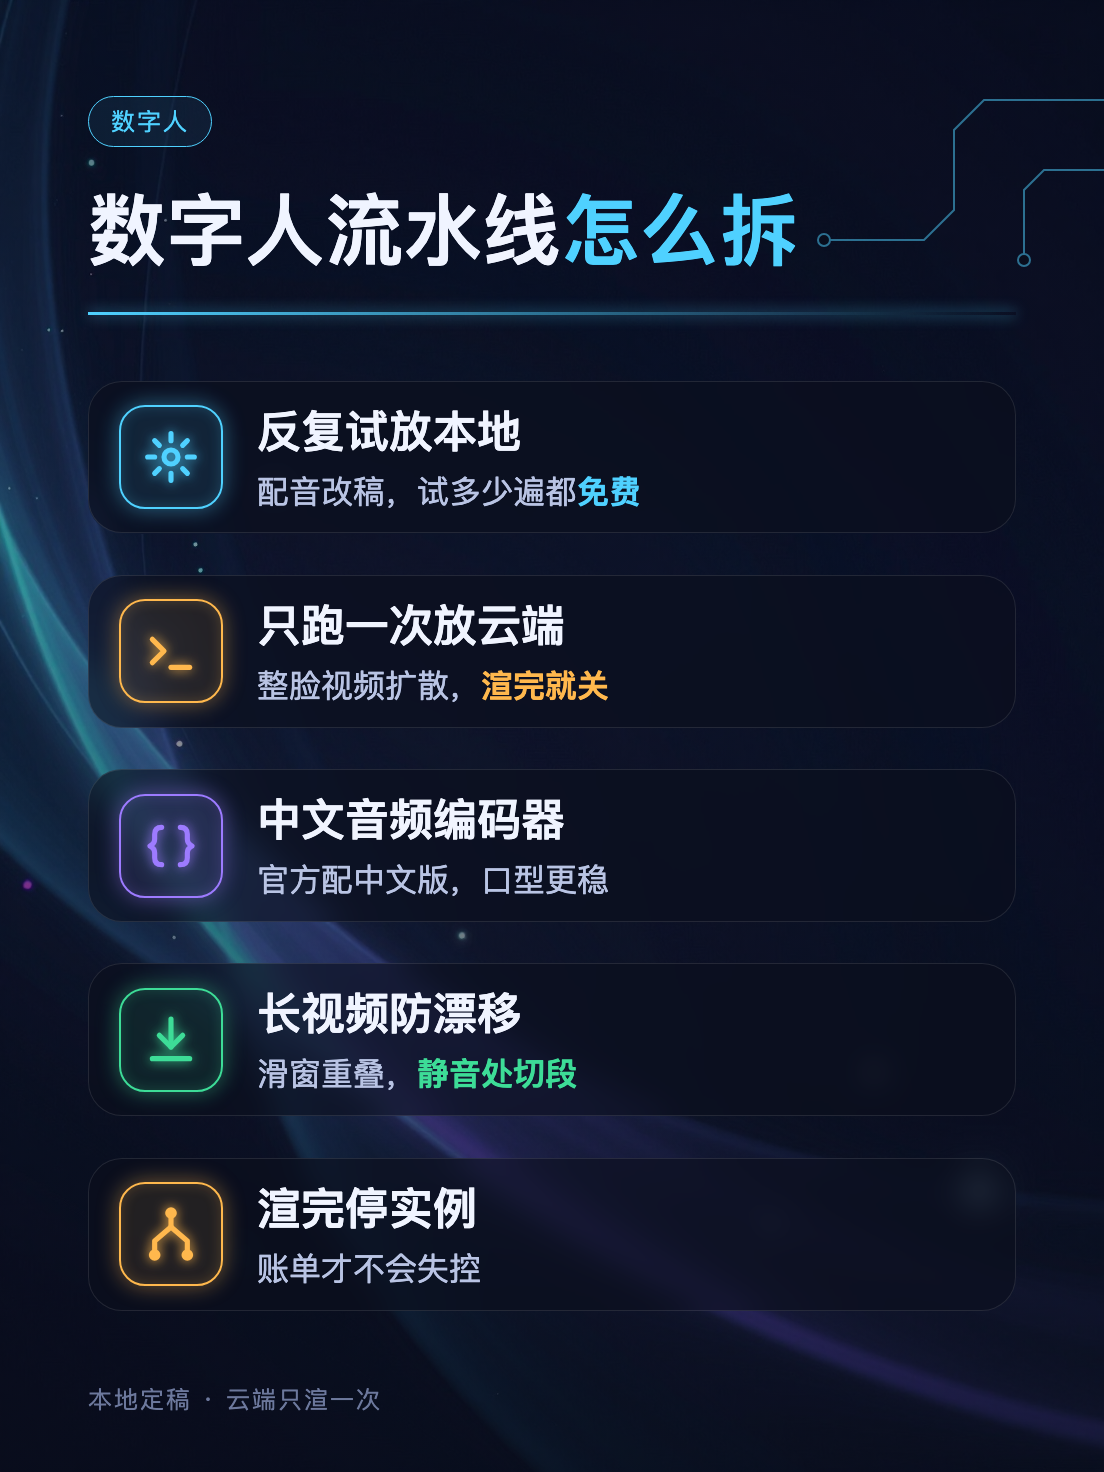 数字人
数字人流水线怎么拆
反复试放本地
配音改稿，试多少遍都免费
只跑一次放云端
整脸视频扩散，渲完就关
中文音频编码器
官方配中文版，口型更稳
长视频防漂移
滑窗重叠，静音处切段
渲完停实例
账单才不会失控
本地定稿 · 云端只渲一次